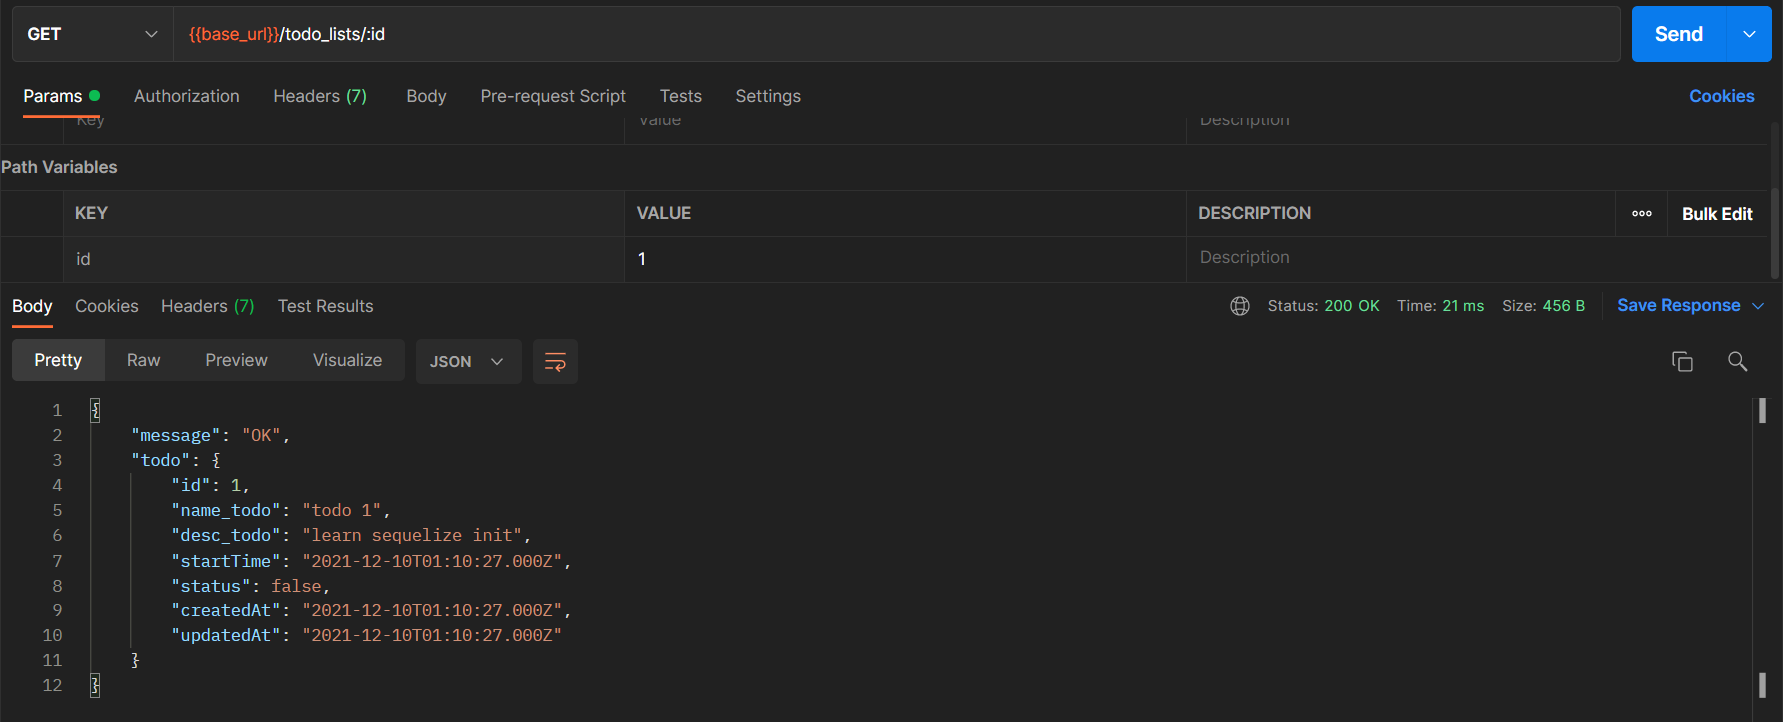 GET {{base_url}}/todo_lists/:id Send
Params Authorization Headers (7) Body Pre-request Script Tests Settings Cookies
Key Value Description
Path Variables
KEY VALUE DESCRIPTION Bulk Edit
id 1 Description
Body Cookies Headers (7) Test Results Status: 200 OK Time: 21 ms Size: 456 B Save Response
Pretty Raw Preview Visualize JSON
1 {
2 "message": "OK",
3 "todo": {
4 "id": 1,
5 "name_todo": "todo 1",
6 "desc_todo": "learn sequelize init",
7 "startTime": "2021-12-10T01:10:27.000Z",
8 "status": false,
9 "createdAt": "2021-12-10T01:10:27.000Z",
10 "updatedAt": "2021-12-10T01:10:27.000Z"
11 }
12 }